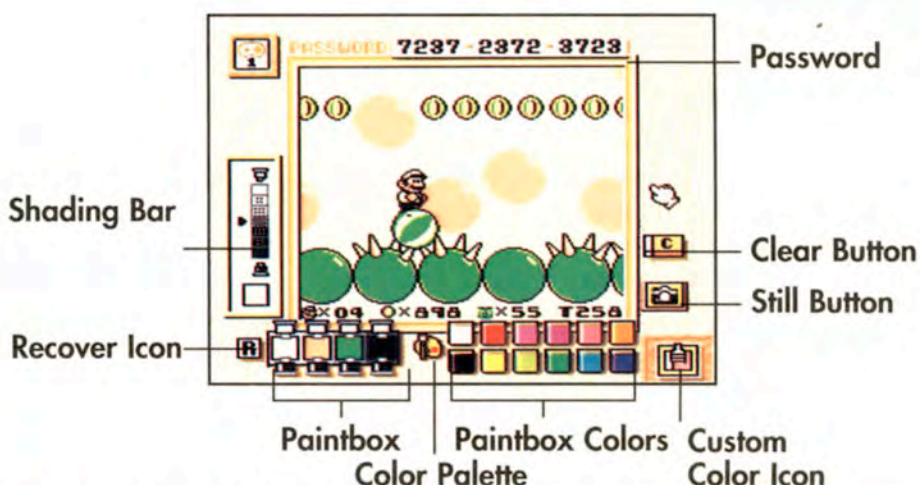 PASSWORD 7237-2372-3723
Password
1
Shading Bar
C
Clear Button
Still Button
×04 ×898 ×55 T258
Recover Icon
R
Paintbox
Paintbox Colors
Custom
Color Icon
Color Palette